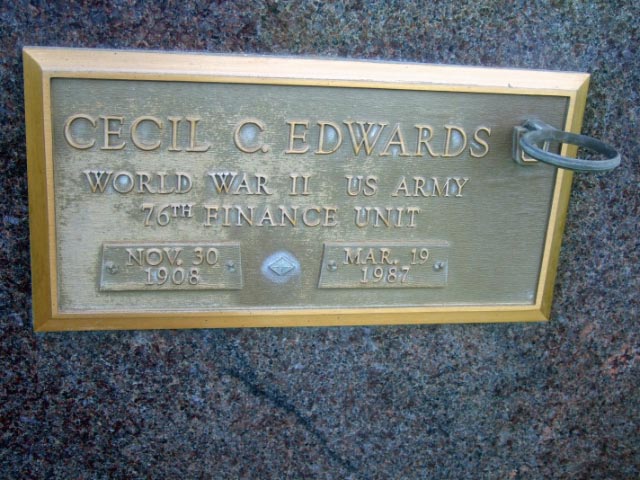 CECIL C. EDWARDS
WORLD WAR II US ARMY
76TH FINANCE UNIT
NOV. 30 MAR. 19
1908 1987